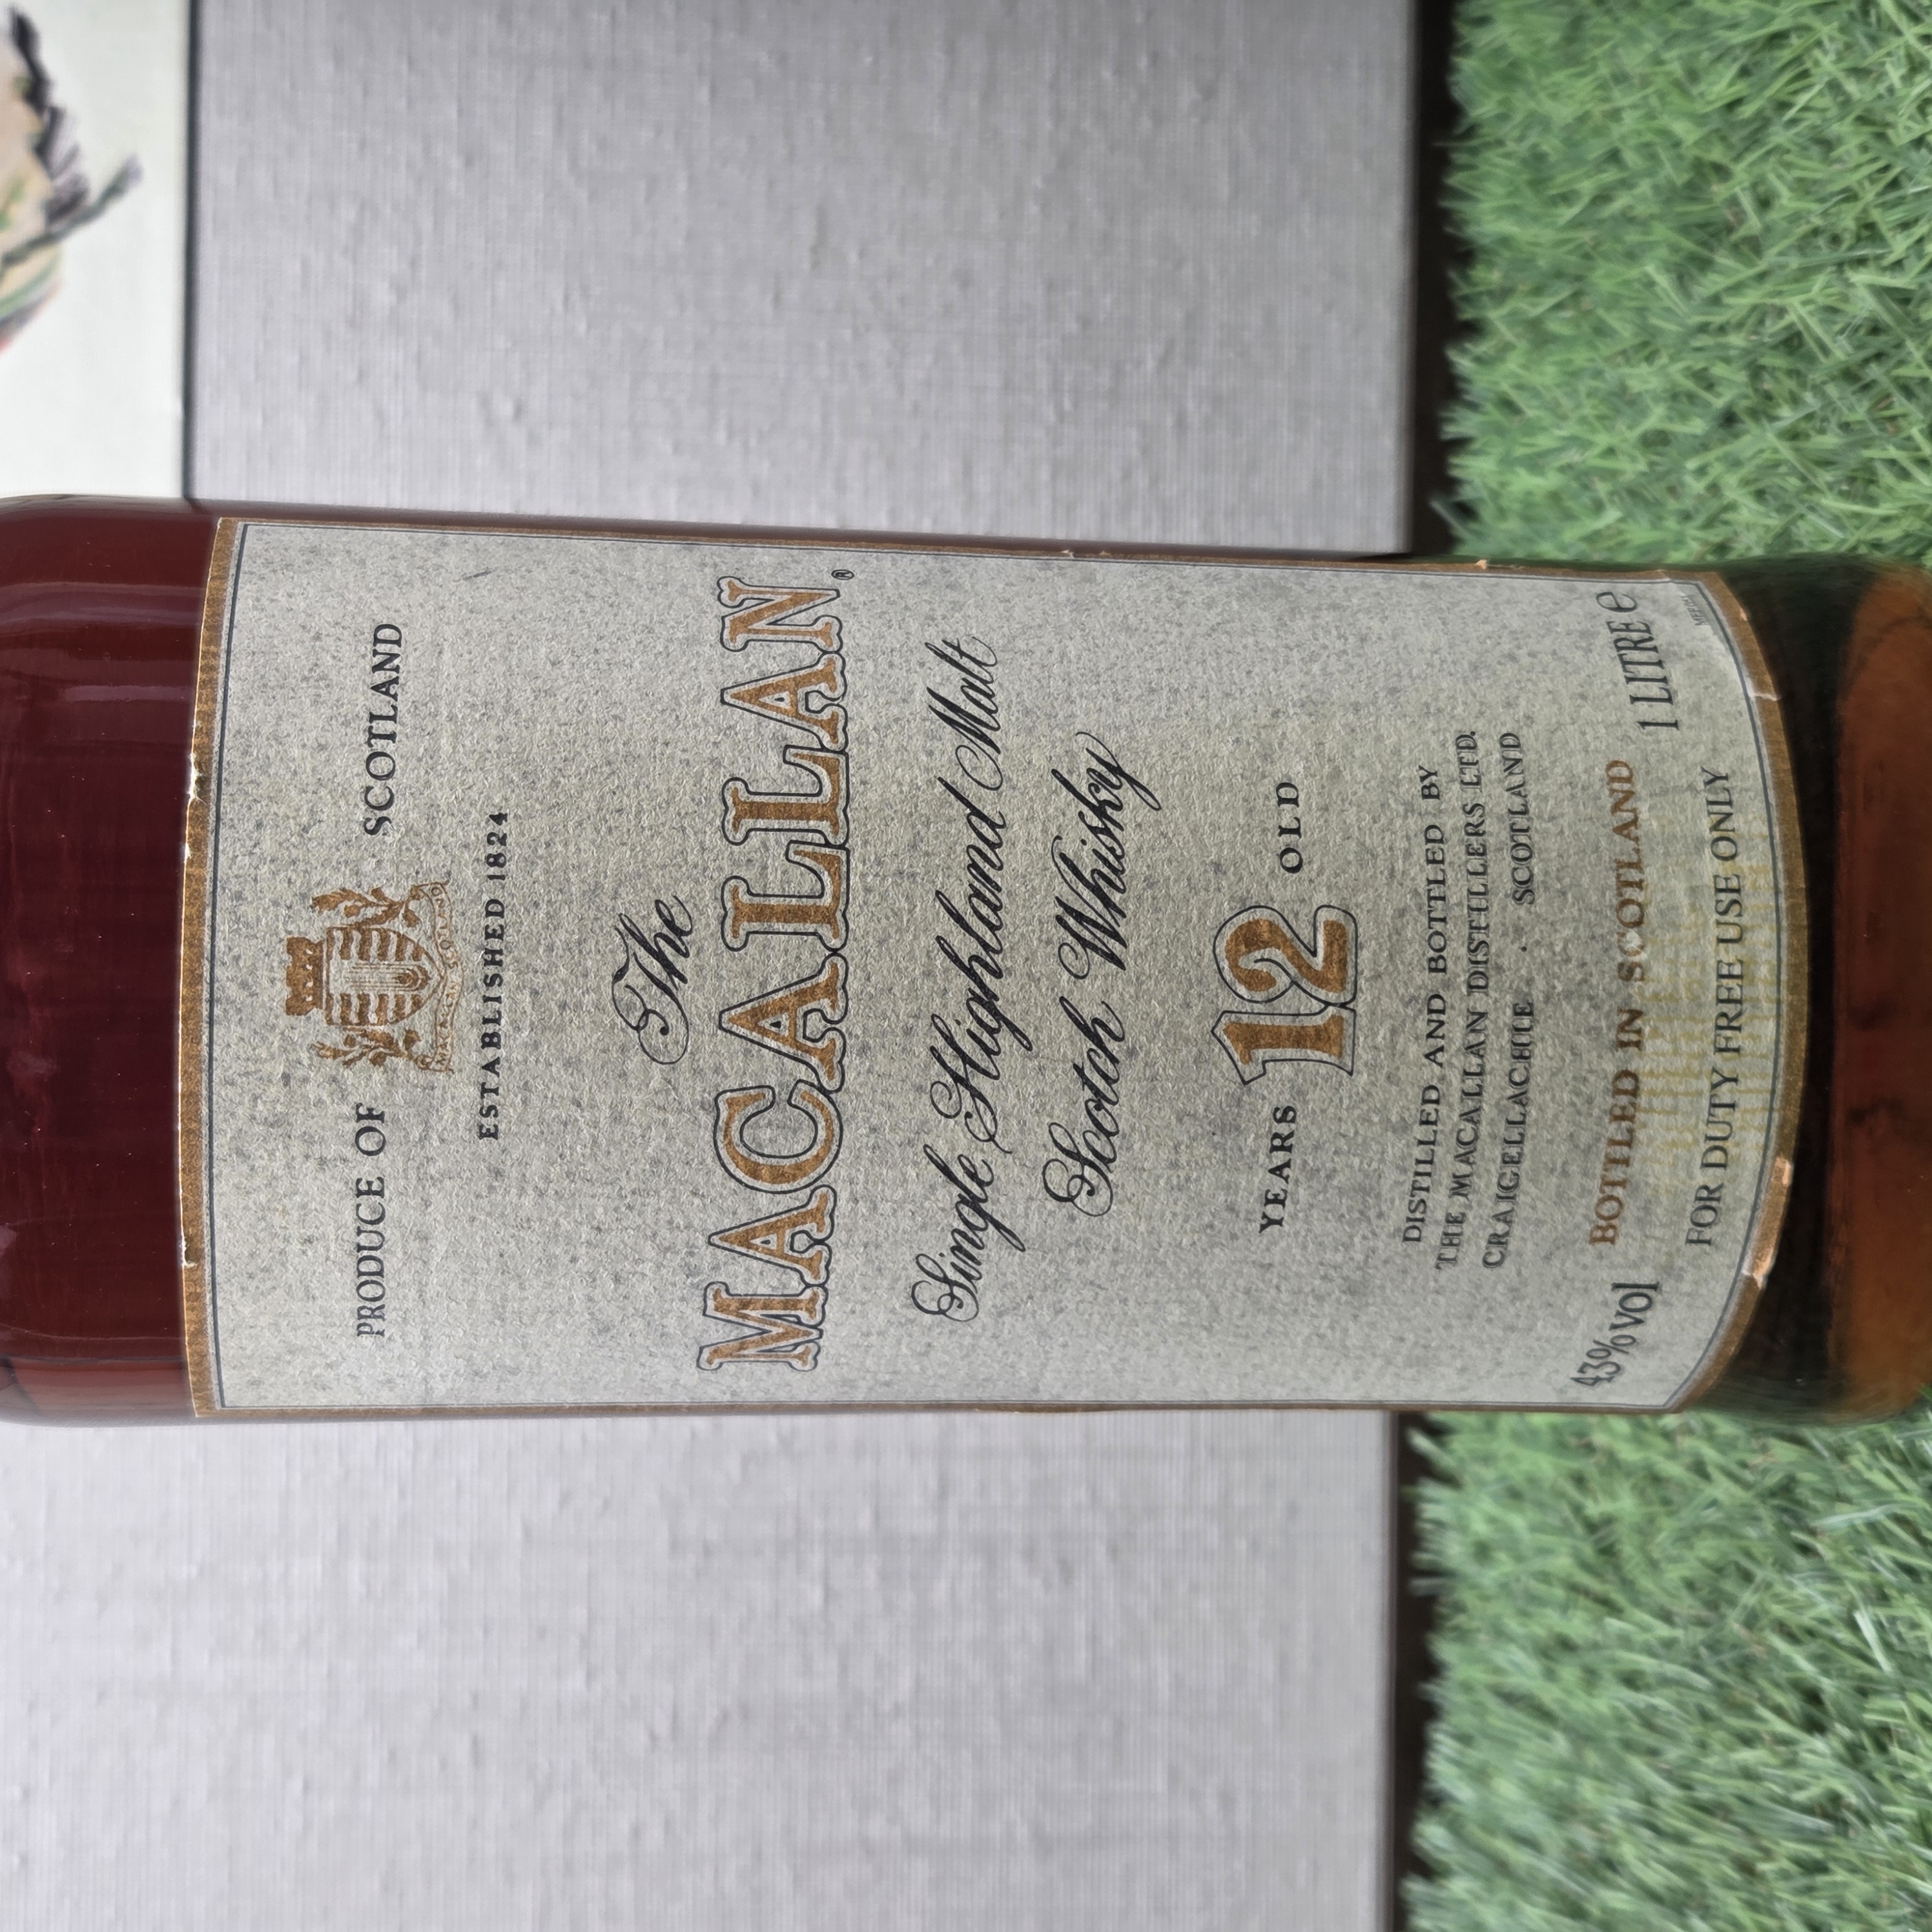 PRODUCE OF SCOTLAND
ESTABLISHED 1824
The
MACALLAN®
Single Highland Malt
Scotch Whisky
YEARS 12 OLD
DISTILLED AND BOTTLED BY
THE MACALLAN DISTILLERS LTD.
CRAIGELLACHIE · SCOTLAND
43%vol BOTTLED IN SCOTLAND 1 LITRE e
FOR DUTY FREE USE ONLY